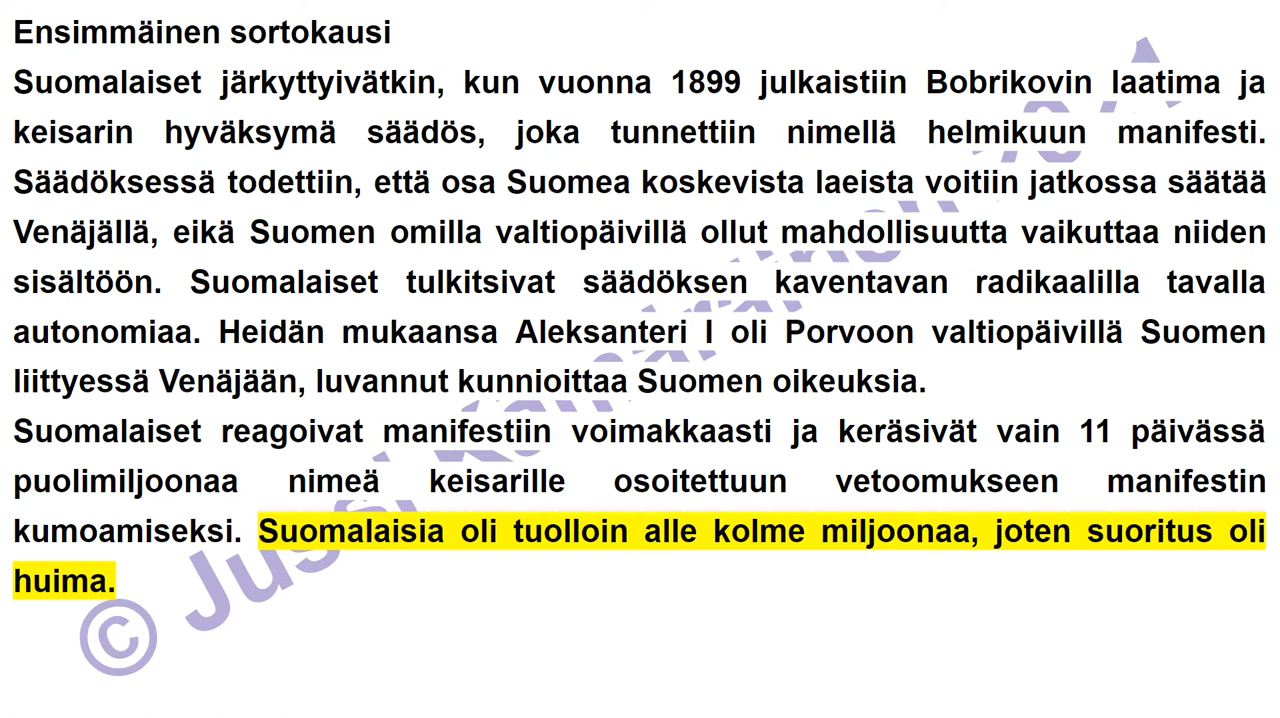 Ensimmäinen sortokausi
Suomalaiset järkyttyivätkin, kun vuonna 1899 julkaistiin Bobrikovin laatima ja
keisarin hyväksymä säädös, joka tunnettiin nimellä helmikuun manifesti.
Säädöksessä todettiin, että osa Suomea koskevista laeista voitiin jatkossa säätää
Venäjällä, eikä Suomen omilla valtiopäivillä ollut mahdollisuutta vaikuttaa niiden
sisältöön. Suomalaiset tulkitsivat säädöksen kaventavan radikaalilla tavalla
autonomiaa. Heidän mukaansa Aleksanteri I oli Porvoon valtiopäivillä Suomen
liittyessä Venäjään, luvannut kunnioittaa Suomen oikeuksia.
Suomalaiset reagoivat manifestiin voimakkaasti ja keräsivät vain 11 päivässä
puolimiljoonaa nimeä keisarille osoitettuun vetoomukseen manifestin
kumoamiseksi. Suomalaisia oli tuolloin alle kolme miljoonaa, joten suoritus oli
huima.
© Jussi